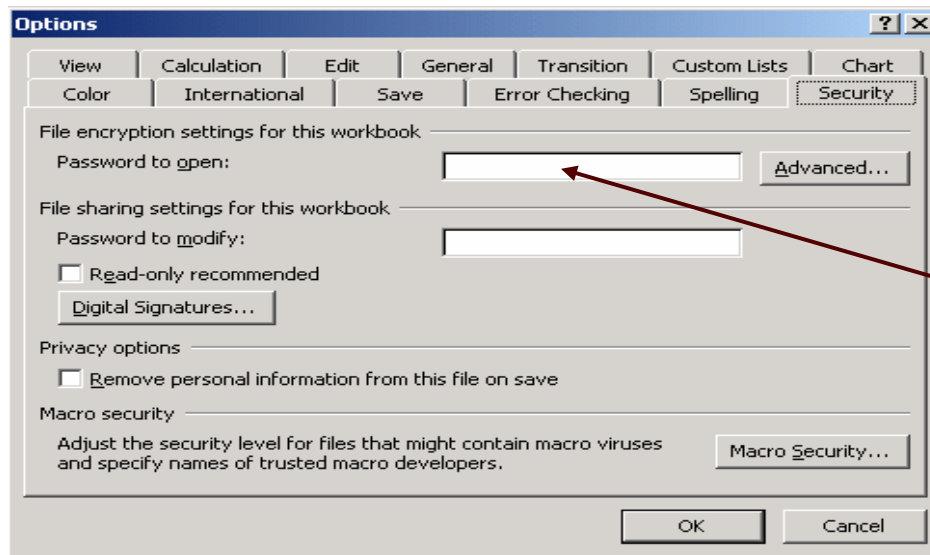 Options
View Calculation Edit General Transition Custom Lists Chart
Color International Save Error Checking Spelling Security
File encryption settings for this workbook
Password to open: Advanced...
File sharing settings for this workbook
Password to modify:
Read-only recommended
Digital Signatures...
Privacy options
Remove personal information from this file on save
Macro security
Adjust the security level for files that might contain macro viruses
and specify names of trusted macro developers.
Macro Security...
OK Cancel